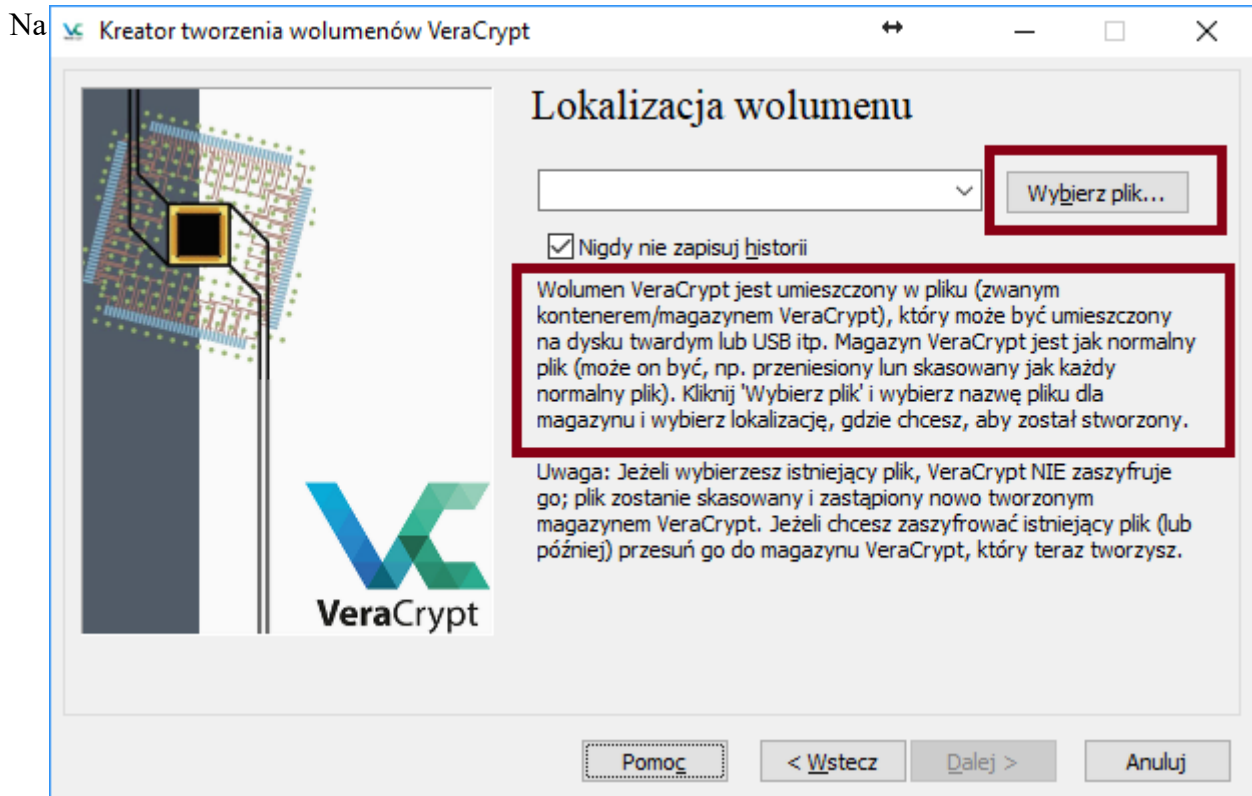 Na
Kreator tworzenia wolumenów VeraCrypt
Lokalizacja wolumenu
Wybierz plik...
Nigdy nie zapisuj historii
Wolumen VeraCrypt jest umieszczony w pliku (zwanym
kontenerem/magazynem VeraCrypt), który może być umieszczony
na dysku twardym lub USB itp. Magazyn VeraCrypt jest jak normalny
plik (może on być, np. przeniesiony lun skasowany jak każdy
normalny plik). Kliknij 'Wybierz plik' i wybierz nazwę pliku dla
magazynu i wybierz lokalizację, gdzie chcesz, aby został stworzony.
Uwaga: Jeżeli wybierzesz istniejący plik, VeraCrypt NIE zaszyfruje
go; plik zostanie skasowany i zastąpiony nowo tworzonym
magazynem VeraCrypt. Jeżeli chcesz zaszyfrować istniejący plik (lub
później) przesuń go do magazynu VeraCrypt, który teraz tworzysz.
VeraCrypt
Pomoc
< Wstecz
Dalej >
Anuluj